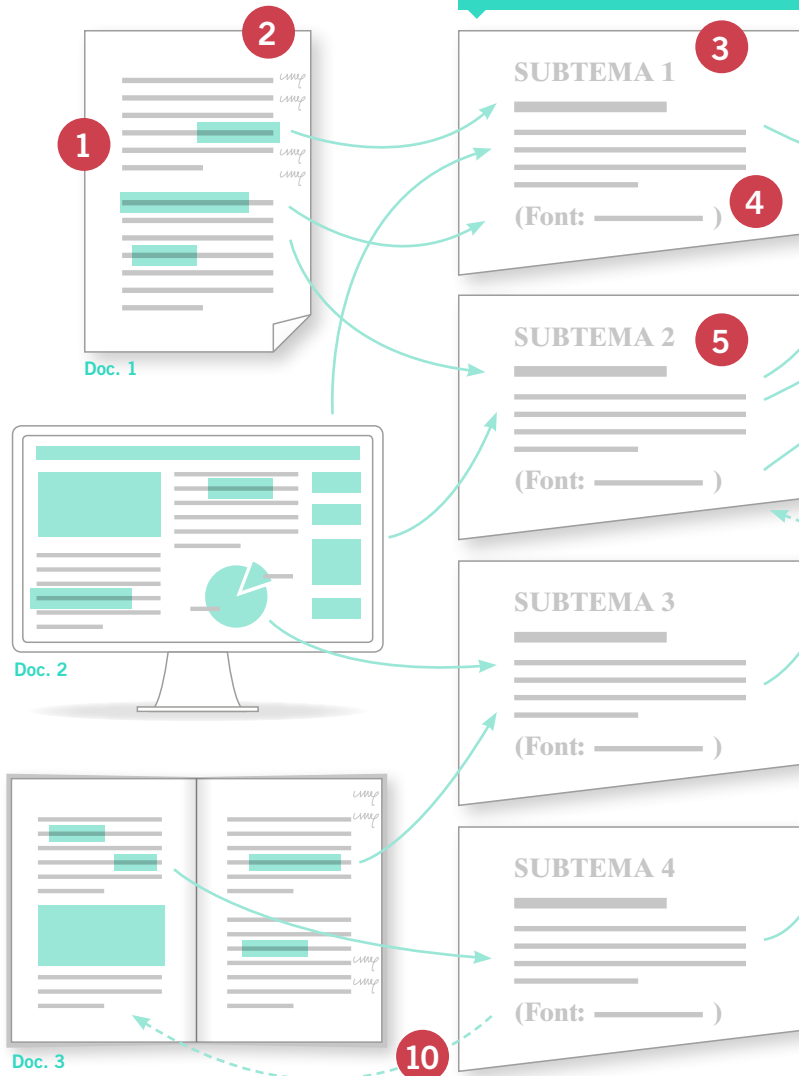 2
1
Doc. 1
Doc. 2
Doc. 3
10
3
SUBTEMA 1
(Font: )
4
SUBTEMA 2
5
(Font: )
SUBTEMA 3
(Font: )
SUBTEMA 4
(Font: )